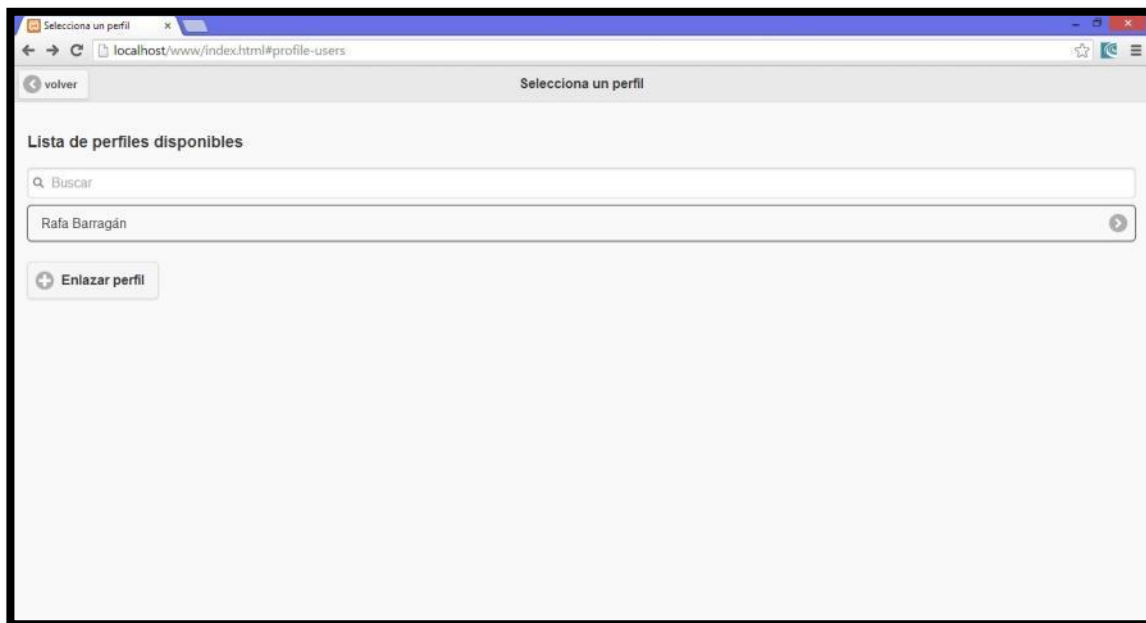 Selecciona un perfil
localhost/www/index.html#profile-users
volver
Selecciona un perfil
Lista de perfiles disponibles
Buscar
Rafa Barragán
Enlazar perfil